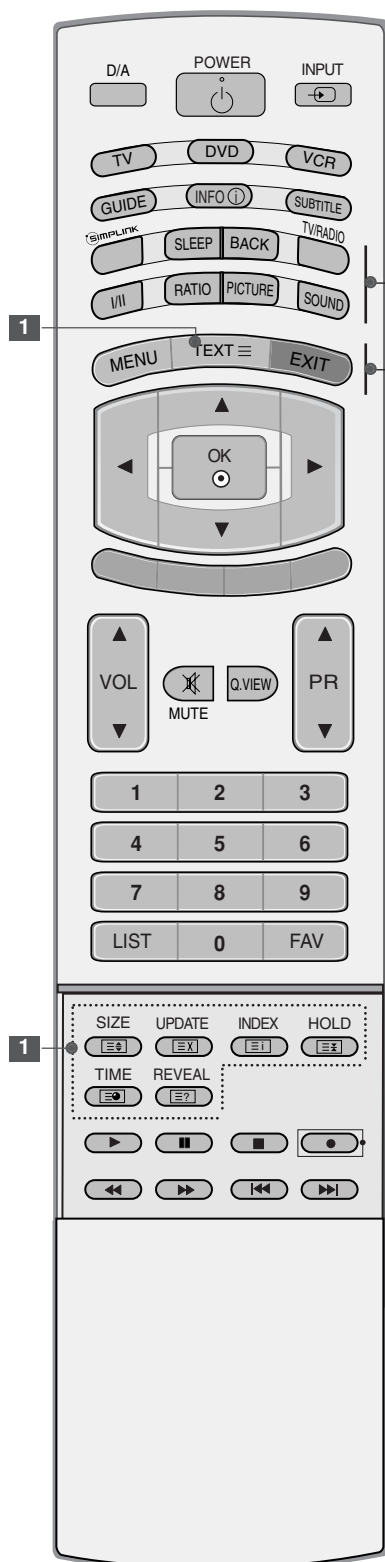 D/A POWER INPUT
TV DVD VCR
GUIDE INFO i SUBTITLE
SIMPLINK SLEEP BACK TV/RADIO
I/II RATIO PICTURE SOUND
1
MENU TEXT EXIT
OK
VOL MUTE Q.VIEW PR
1 2 3
4 5 6
7 8 9
LIST 0 FAV
SIZE UPDATE INDEX HOLD
1
TIME REVEAL